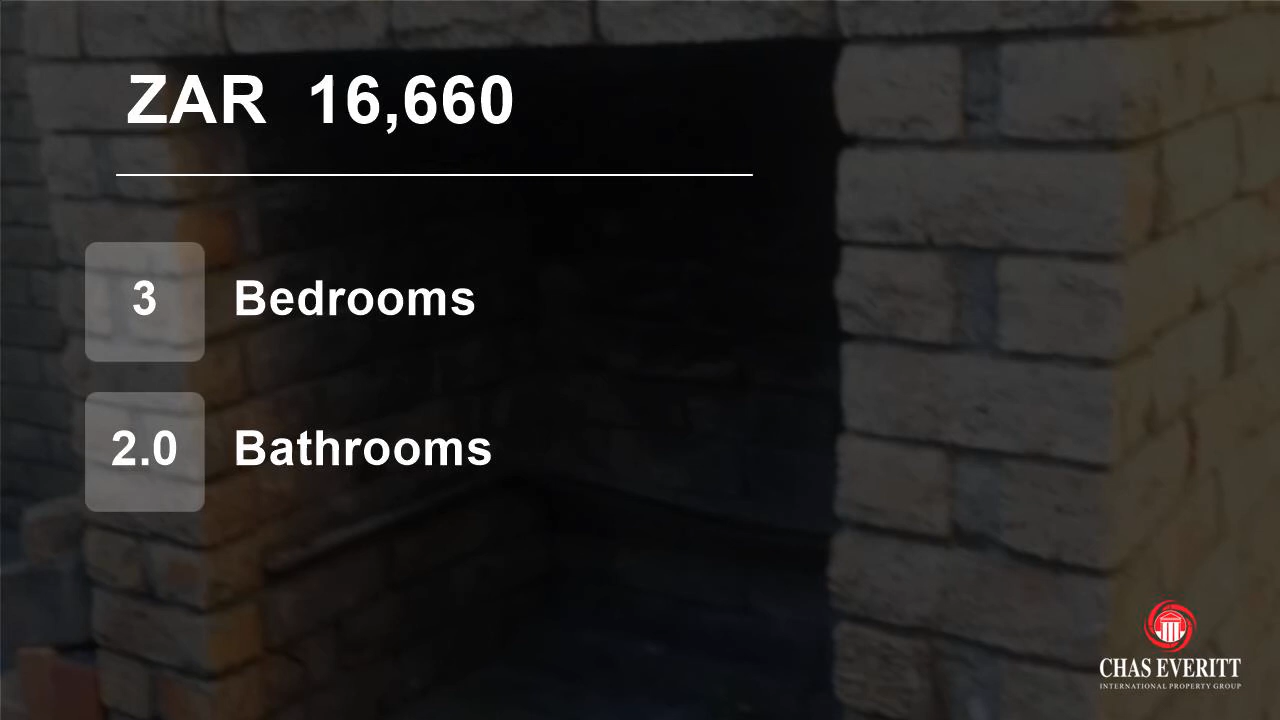 ZAR 16,660
3 Bedrooms
2.0 Bathrooms
CHAS EVERITT
INTERNATIONAL PROPERTY GROUP